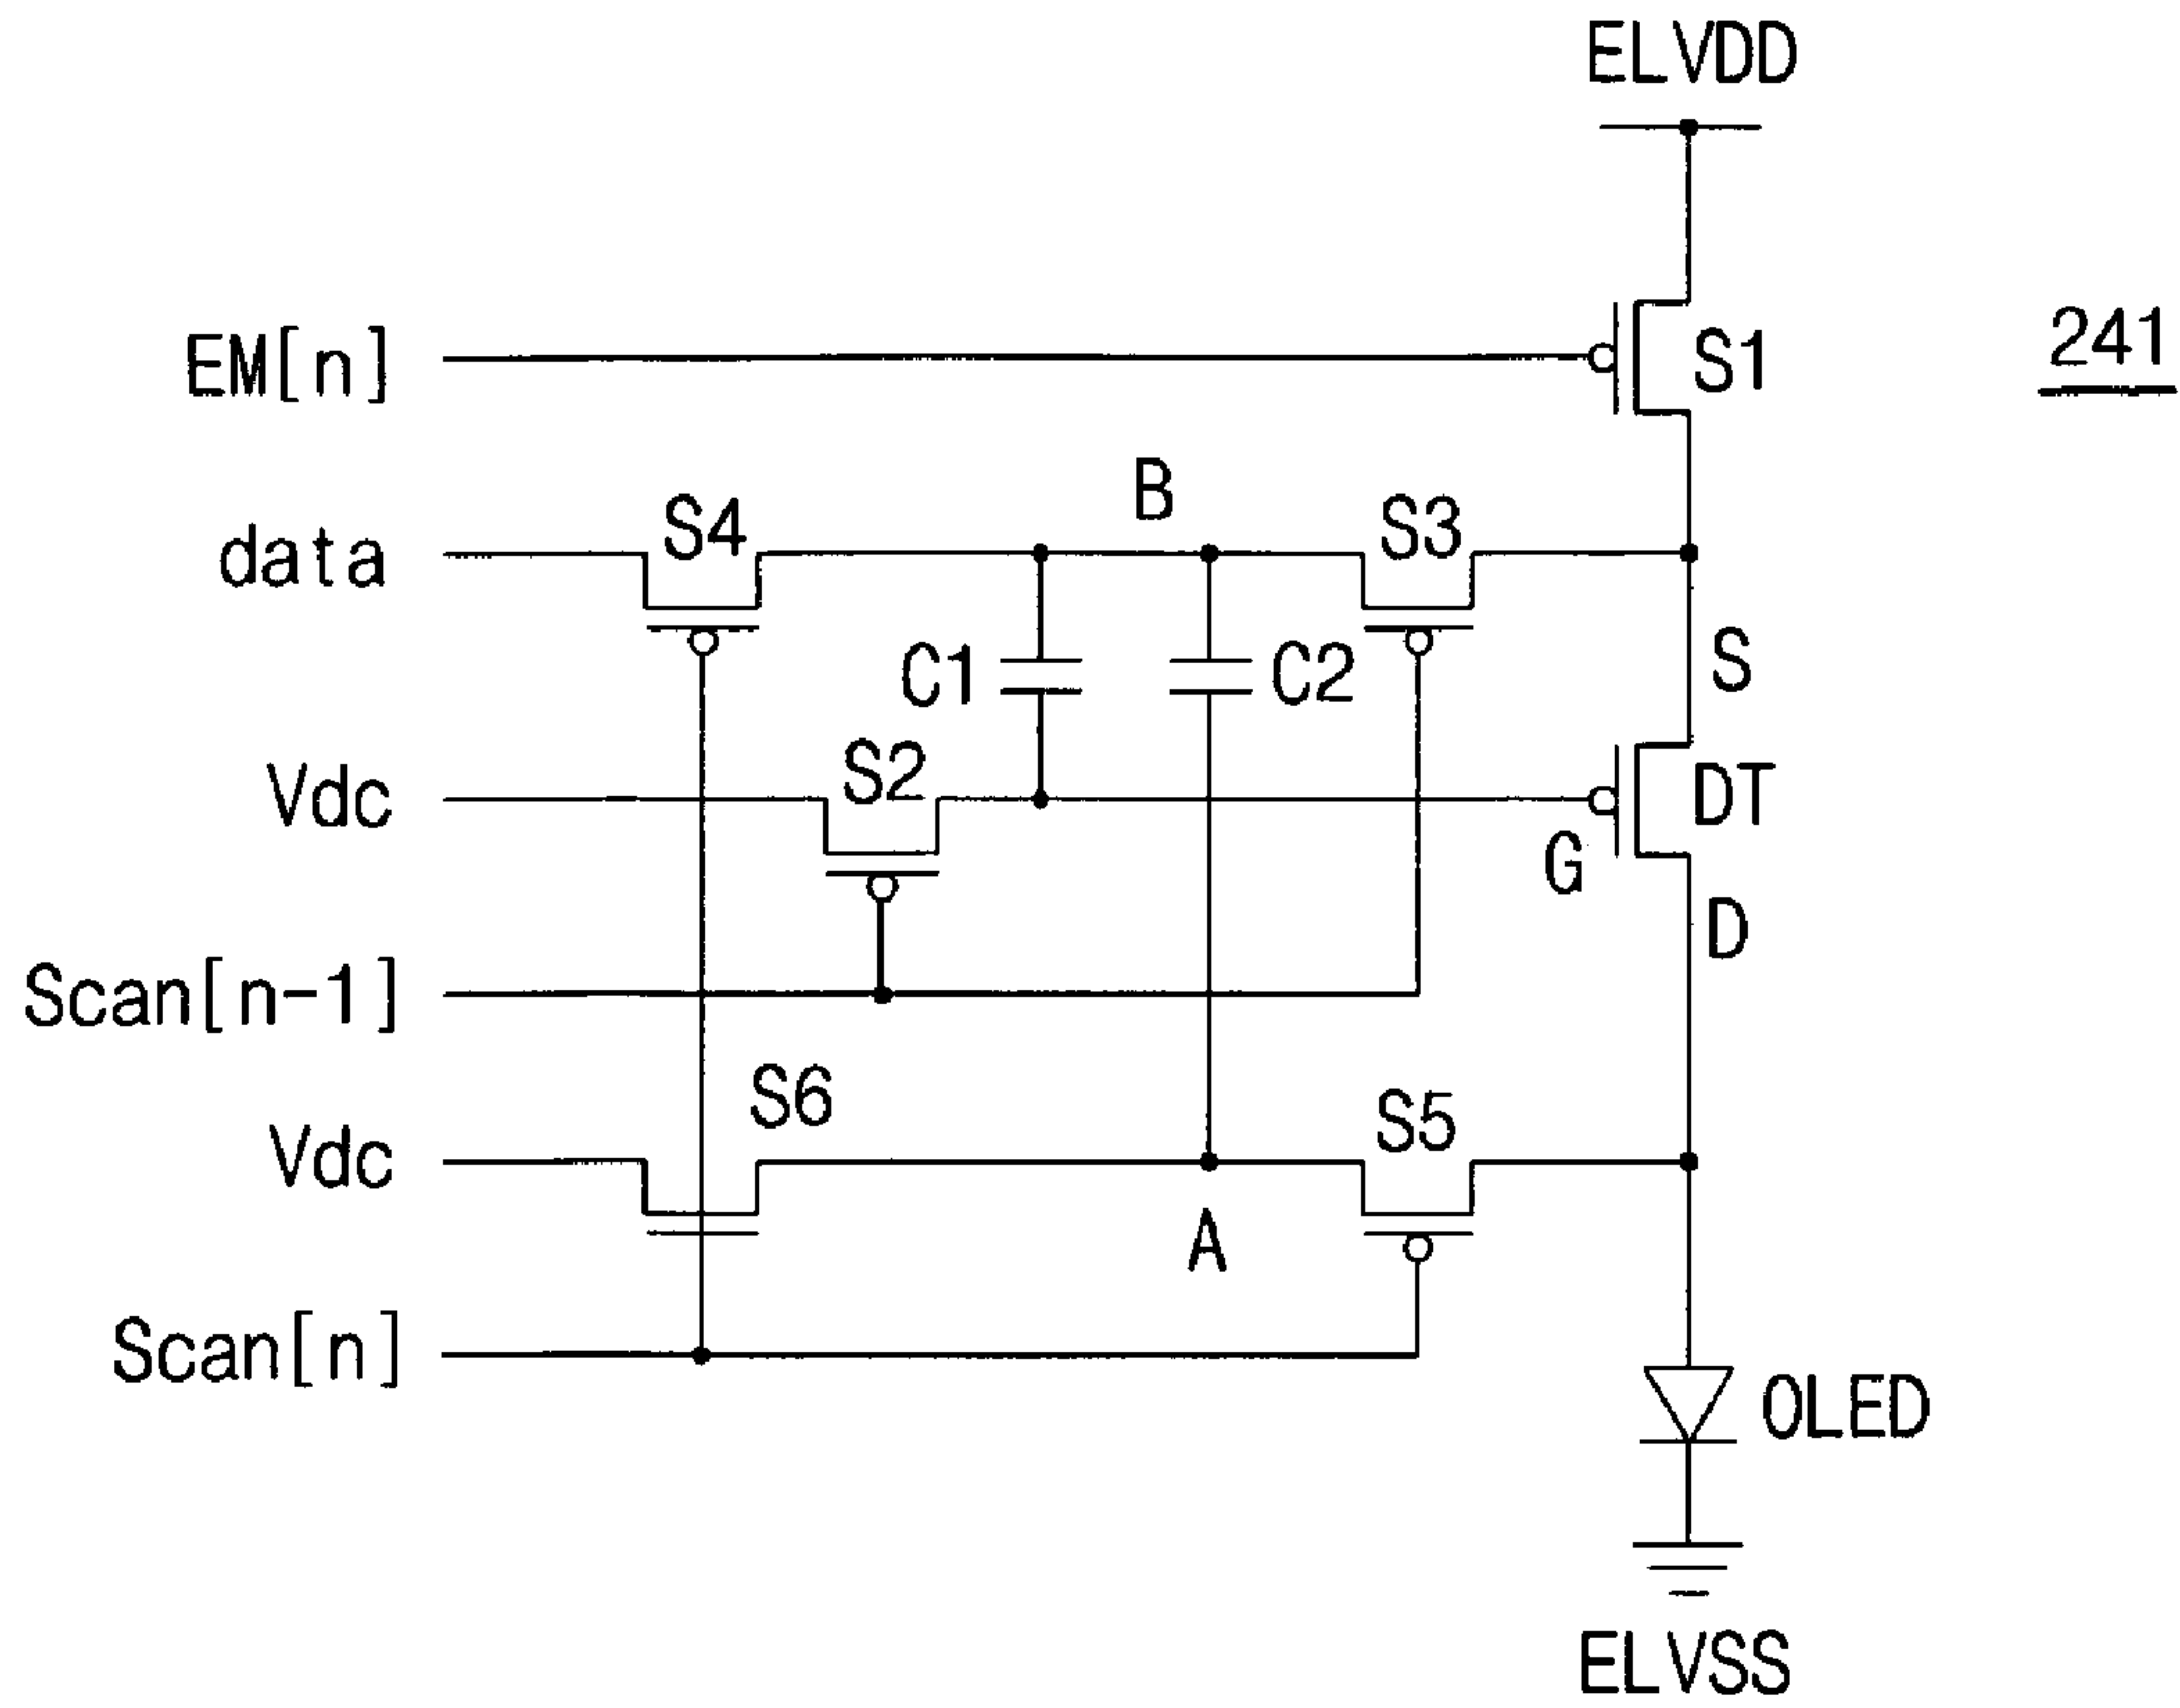 ELVDD
EM[n]
S1
241
data
S4
B
S3
C1
C2
S
Vdc
S2
DT
G
D
Scan[n-1]
S6
Vdc
S5
A
Scan[n]
OLED
ELVSS